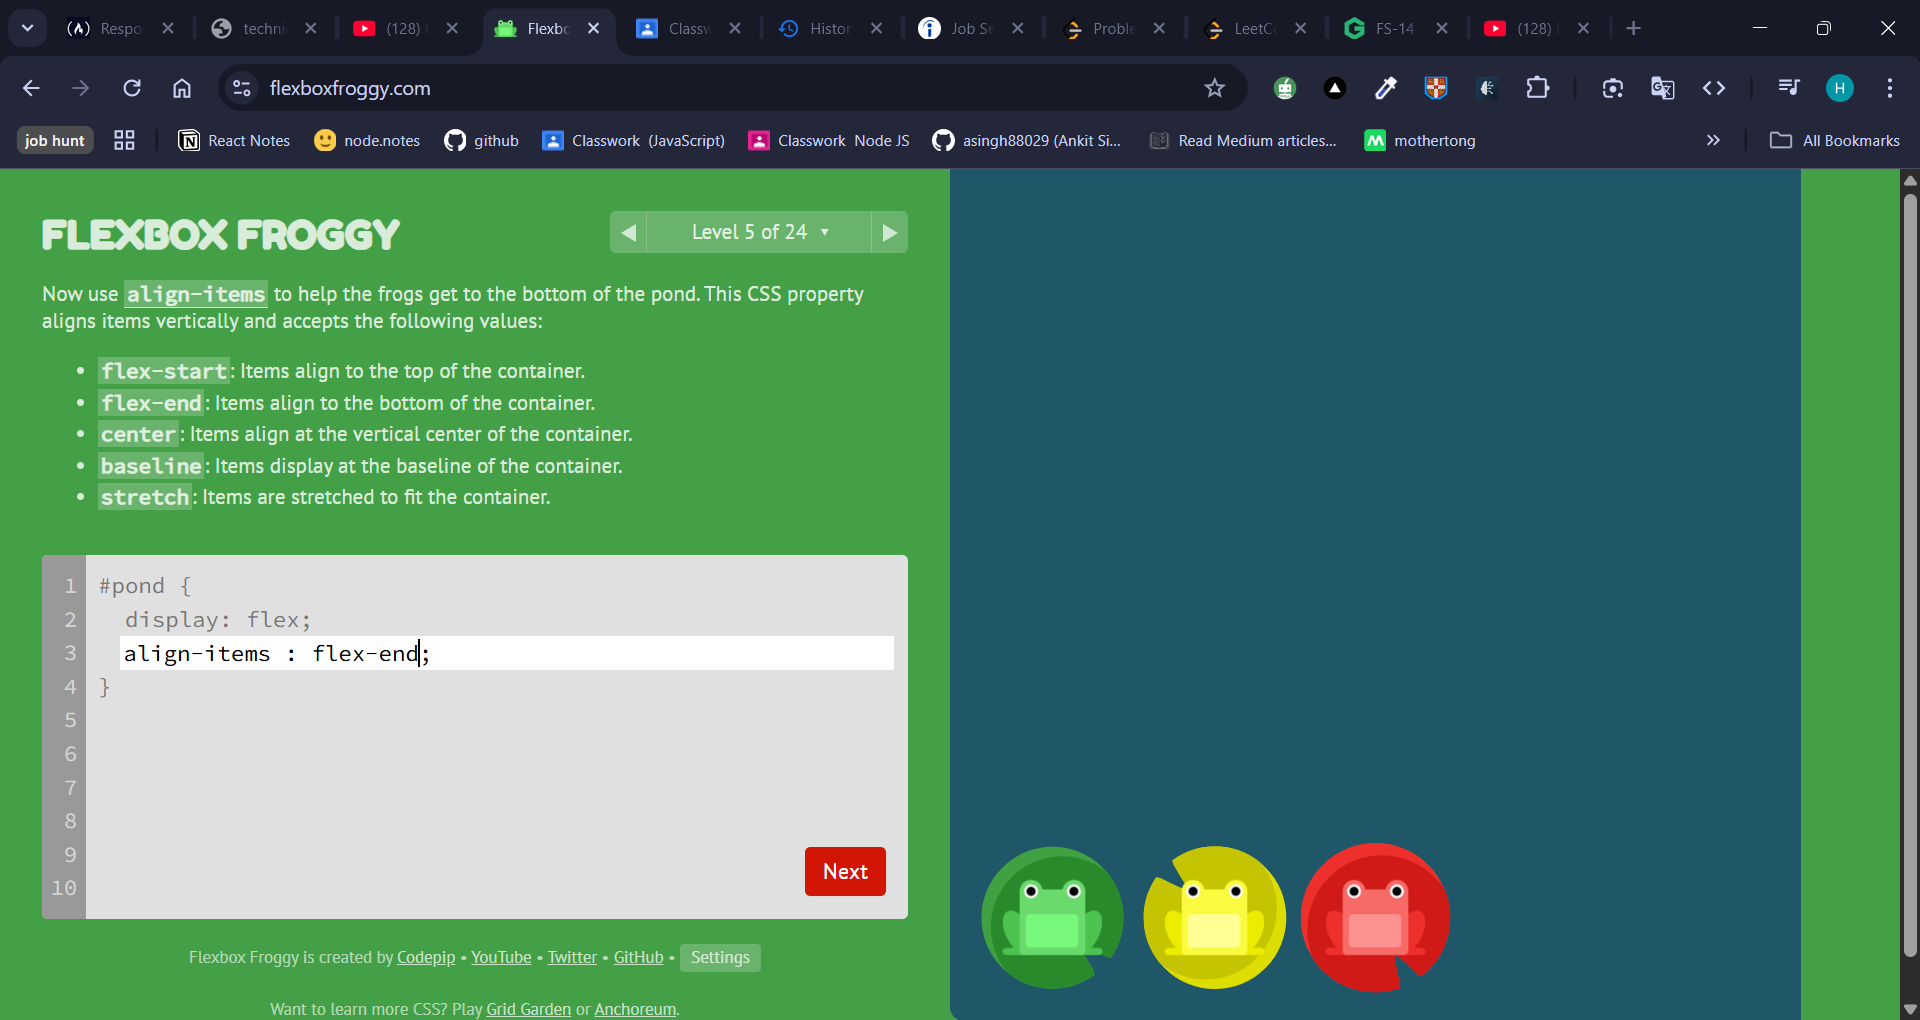 Respo
techni
(128)
Flexbo
Classw
Histor
Job Se
Proble
LeetCo
FS-14
(128)
flexboxfroggy.com
H
job hunt
React Notes
node.notes
github
Classwork (JavaScript)
Classwork Node JS
asingh88029 (Ankit Si...
Read Medium articles...
mothertong
All Bookmarks
FLEXBOX FROGGY
Level 5 of 24
Now use align-items to help the frogs get to the bottom of the pond. This CSS property
aligns items vertically and accepts the following values:
• flex-start: Items align to the top of the container.
• flex-end: Items align to the bottom of the container.
• center: Items align at the vertical center of the container.
• baseline: Items display at the baseline of the container.
• stretch: Items are stretched to fit the container.
1 #pond {
2 display: flex;
3 align-items : flex-end;
4 }
5
6
7
8
9
10
Next
Flexbox Froggy is created by Codepip • YouTube • Twitter • GitHub • Settings
Want to learn more CSS? Play Grid Garden or Anchoreum.